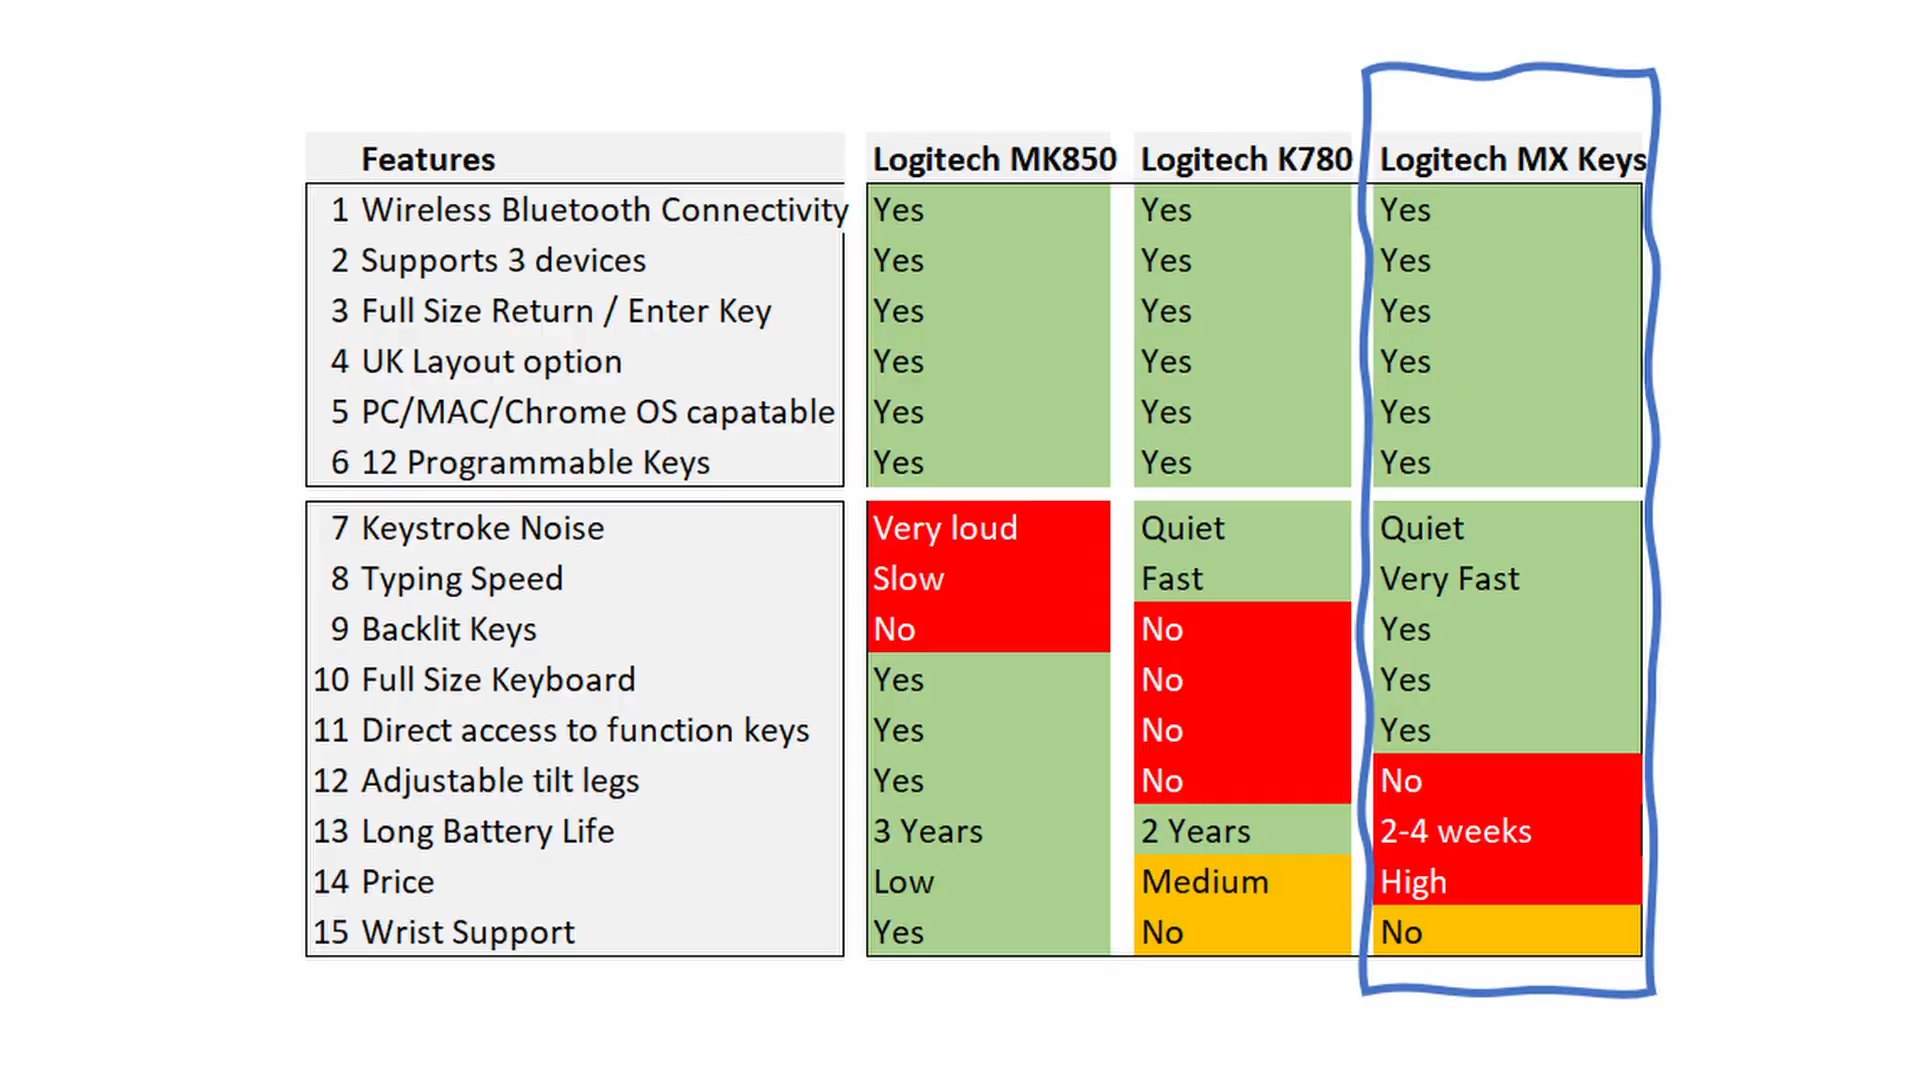 Features Logitech MK850 Logitech K780 Logitech MX Keys
1 Wireless Bluetooth Connectivity Yes Yes Yes
2 Supports 3 devices Yes Yes Yes
3 Full Size Return / Enter Key Yes Yes Yes
4 UK Layout option Yes Yes Yes
5 PC/MAC/Chrome OS capatable Yes Yes Yes
6 12 Programmable Keys Yes Yes Yes
7 Keystroke Noise Very loud Quiet Quiet
8 Typing Speed Slow Fast Very Fast
9 Backlit Keys No No Yes
10 Full Size Keyboard Yes No Yes
11 Direct access to function keys Yes No Yes
12 Adjustable tilt legs Yes No No
13 Long Battery Life 3 Years 2 Years 2-4 weeks
14 Price Low Medium High
15 Wrist Support Yes No No